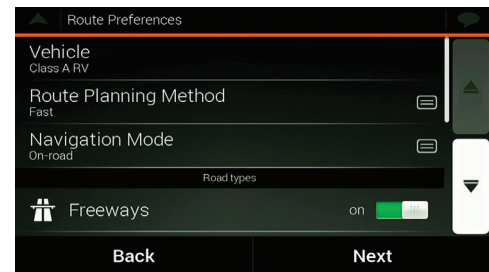 Route Preferences
Vehicle
Class A RV
Route Planning Method
Fast
Navigation Mode
On-road
Road types
Freeways on
Back Next